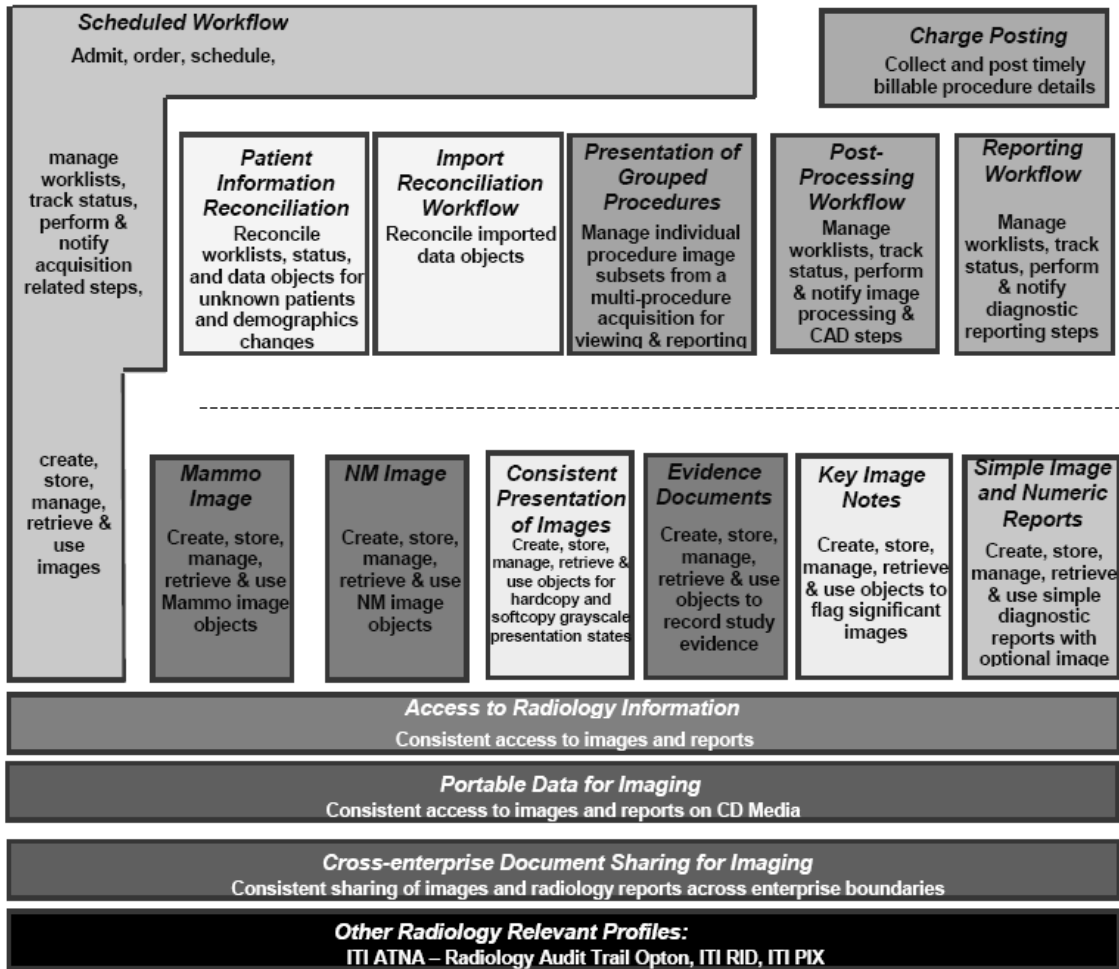 Scheduled Workflow
Admit, order, schedule,
Charge Posting
Collect and post timely
billable procedure details
manage
worklists,
track status,
perform &
notify
acquisition
related steps,
Patient
Information
Reconciliation
Reconcile
worklists, status,
and data objects for
unknown patients
and demographics
changes
Import
Reconciliation
Workflow
Reconcile imported
data objects
Presentation of
Grouped
Procedures
Manage individual
procedure image
subsets from a
multi-procedure
acquisition for
viewing & reporting
Post-
Processing
Workflow
Manage
worklists, track
status, perform
& notify image
processing &
CAD steps
Reporting
Workflow
Manage
worklists, track
status, perform
& notify
diagnostic
reporting steps
create,
store,
manage,
retrieve &
use
images
Mammo
Image
Create, store,
manage,
retrieve & use
Mammo image
objects
NM Image
Create, store,
manage,
retrieve & use
NM image
objects
Consistent
Presentation
of Images
Create, store,
manage, retrieve &
use objects for
hardcopy and
softcopy grayscale
presentation states
Evidence
Documents
Create, store,
manage,
retrieve & use
objects to
record study
evidence
Key Image
Notes
Create, store,
manage, retrieve
& use objects to
flag significant
images
Simple Image
and Numeric
Reports
Create, store,
manage, retrieve
& use simple
diagnostic
reports with
optional image
Access to Radiology Information
Consistent access to images and reports
Portable Data for Imaging
Consistent access to images and reports on CD Media
Cross-enterprise Document Sharing for Imaging
Consistent sharing of images and radiology reports across enterprise boundaries
Other Radiology Relevant Profiles:
ITI ATNA – Radiology Audit Trail Opton, ITI RID, ITI PIX